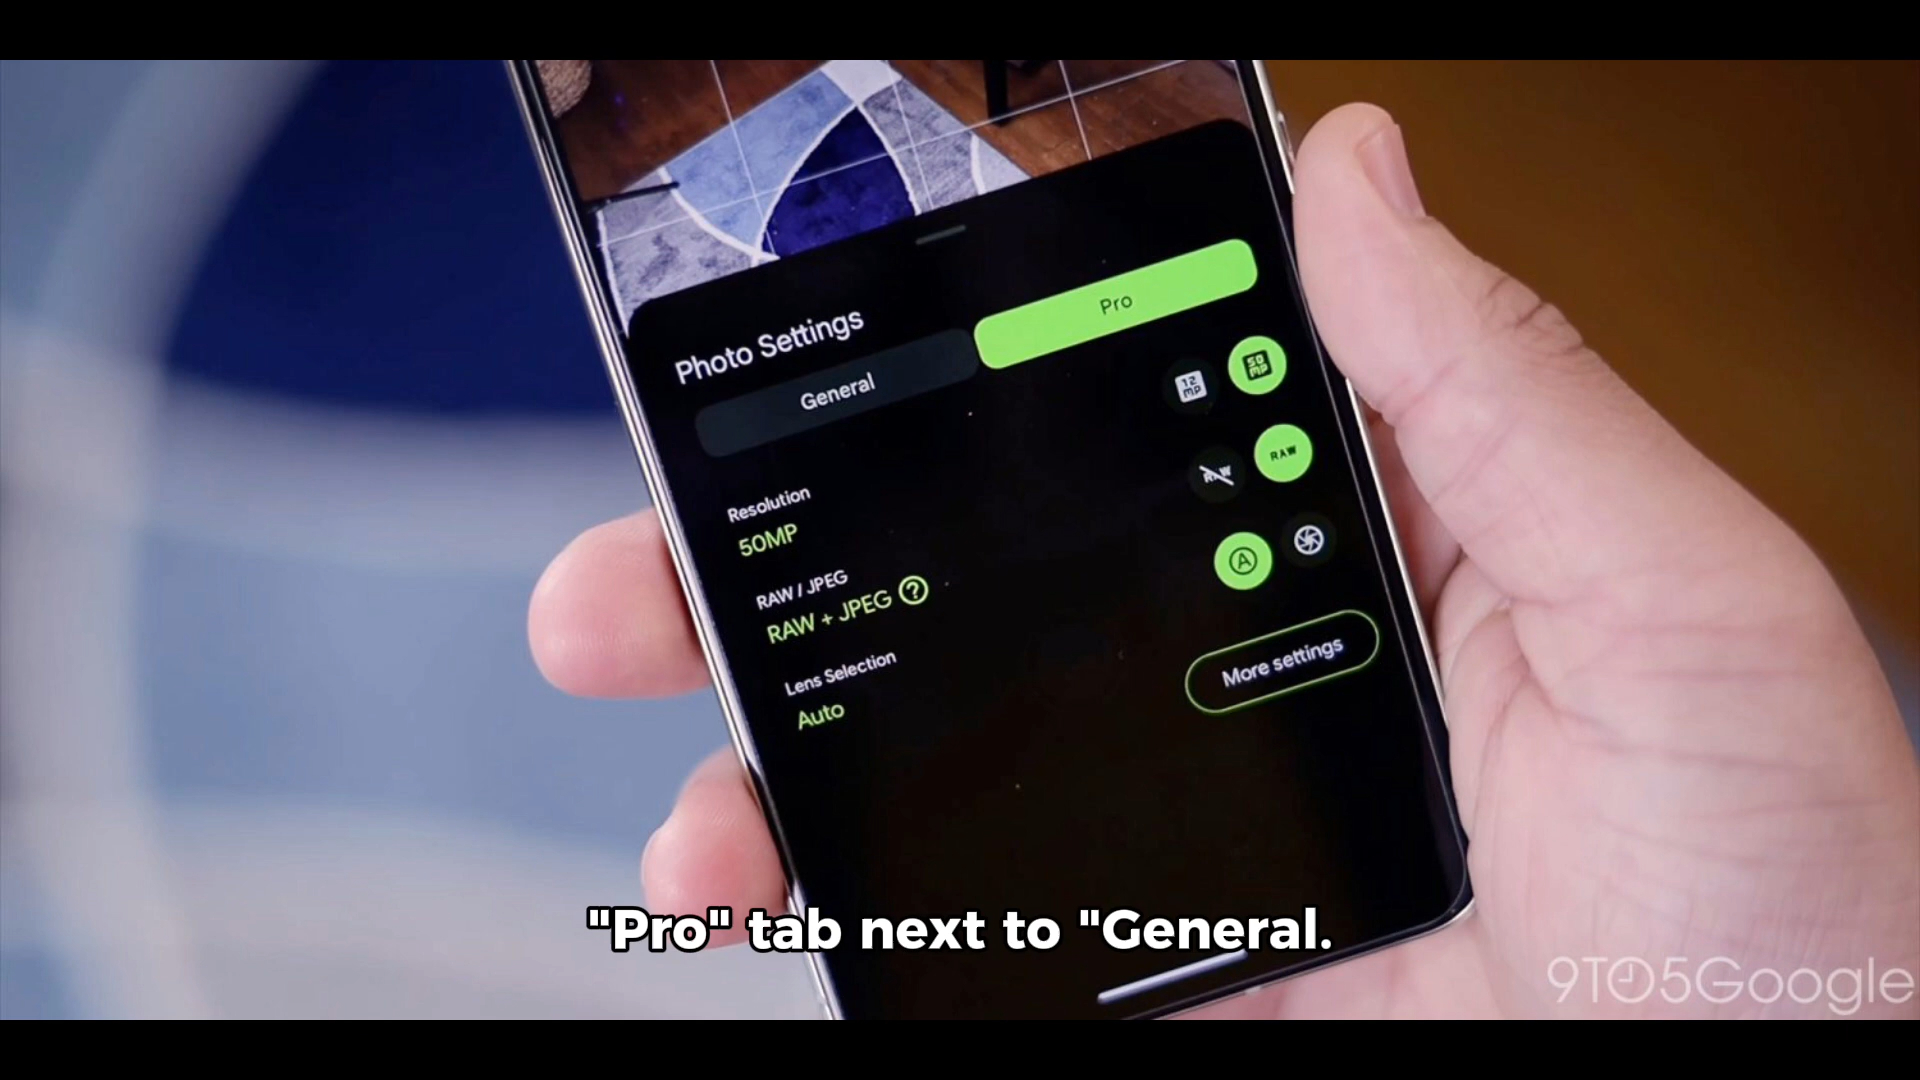 Photo Settings
General
Pro
Resolution
50MP
12 MP
50 MP
RAW / JPEG
RAW + JPEG ?
RAW
RAW
Lens Selection
Auto
A
More settings
"Pro" tab next to "General.
9TO5Google